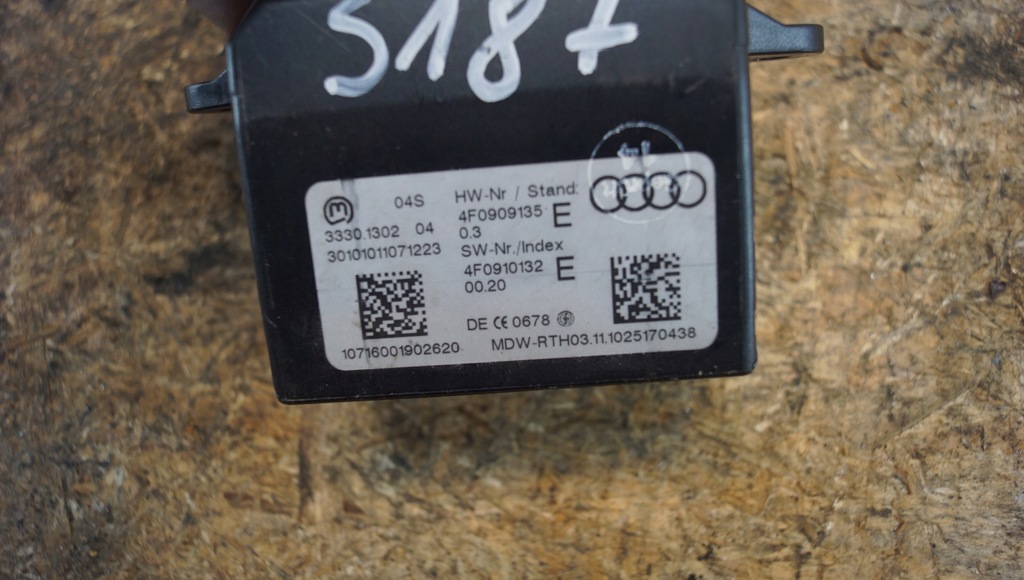 5187
04S
3330.1302 04
30101011071223
10716001902620
HW-Nr / Stand:
4F0909135 E
0.3
SW-Nr./Index
4F0910132 E
00.20
DE CE 0678
MDW-RTH03.11.1025170438